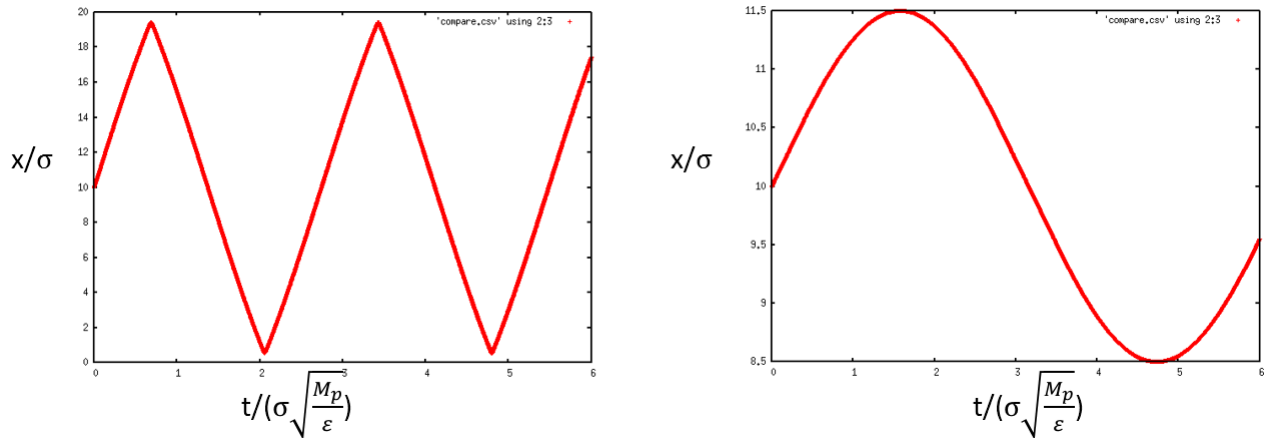 'compare.csv' using 2:3
20
18
16
14
12
10
8
6
4
2
0
x/σ
0 1 2 3 4 5 6
t/(σ√(M_p/ε))
'compare.csv' using 2:3
11.5
11
10.5
10
9.5
9
8.5
x/σ
0 1 2 3 4 5 6
t/(σ√(M_p/ε))